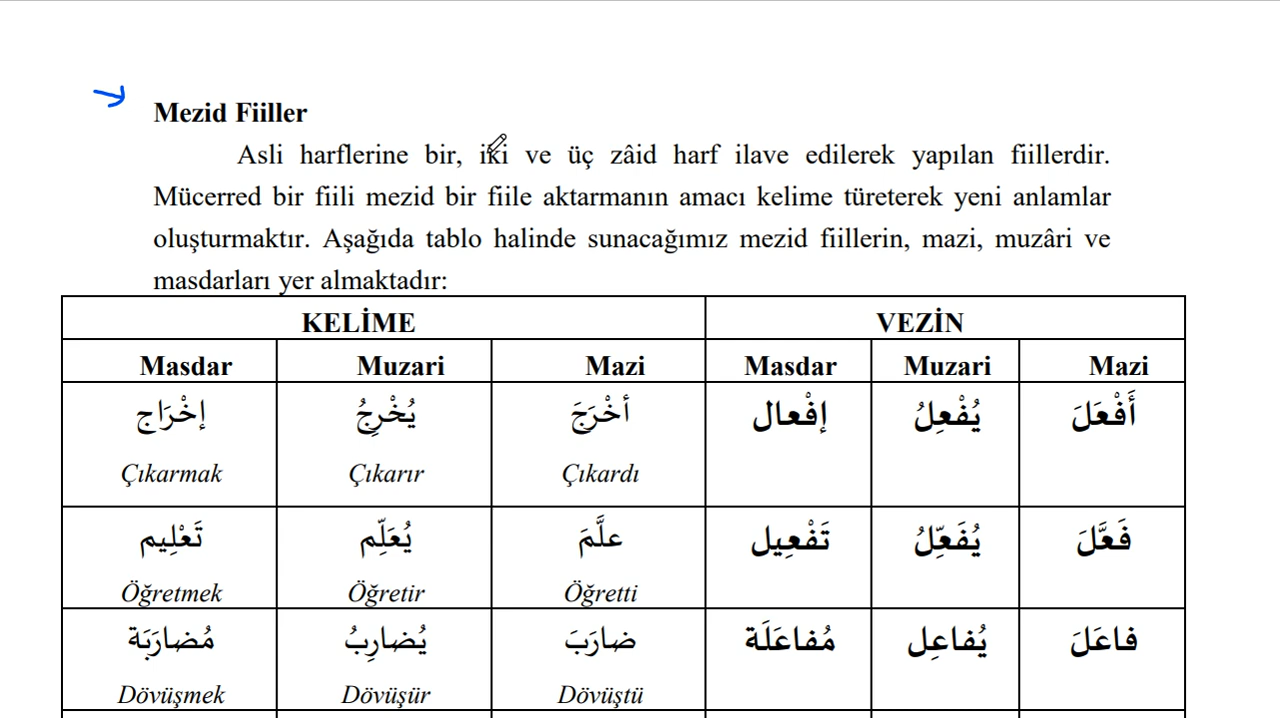 Mezid Fiiller
Asli harflerine bir, iki ve üç zâid harf ilave edilerek yapılan fiillerdir.
Mücerred bir fiili mezid bir fiile aktarmanın amacı kelime türeterek yeni anlamlar
oluşturmaktır. Aşağıda tablo halinde sunacağımız mezid fiillerin, mazi, muzâri ve
masdarları yer almaktadır:
KELİME VEZİN
Masdar Muzari Mazi Masdar Muzari Mazi
إخْرَاج يُخْرِجُ أخْرَجَ إفْعال يُفْعِلُ أَفْعَلَ
Çıkarmak Çıkarır Çıkardı
تَعْلِيم يُعَلِّم علَّمَ تَفْعِيل يُفَعِّلُ فَعَّلَ
Öğretmek Öğretir Öğretti
مُضارَبَة يُضارِبُ ضارَبَ مُفاعَلَة يُفاعِل فاعَلَ
Dövüşmek Dövüşür Dövüştü